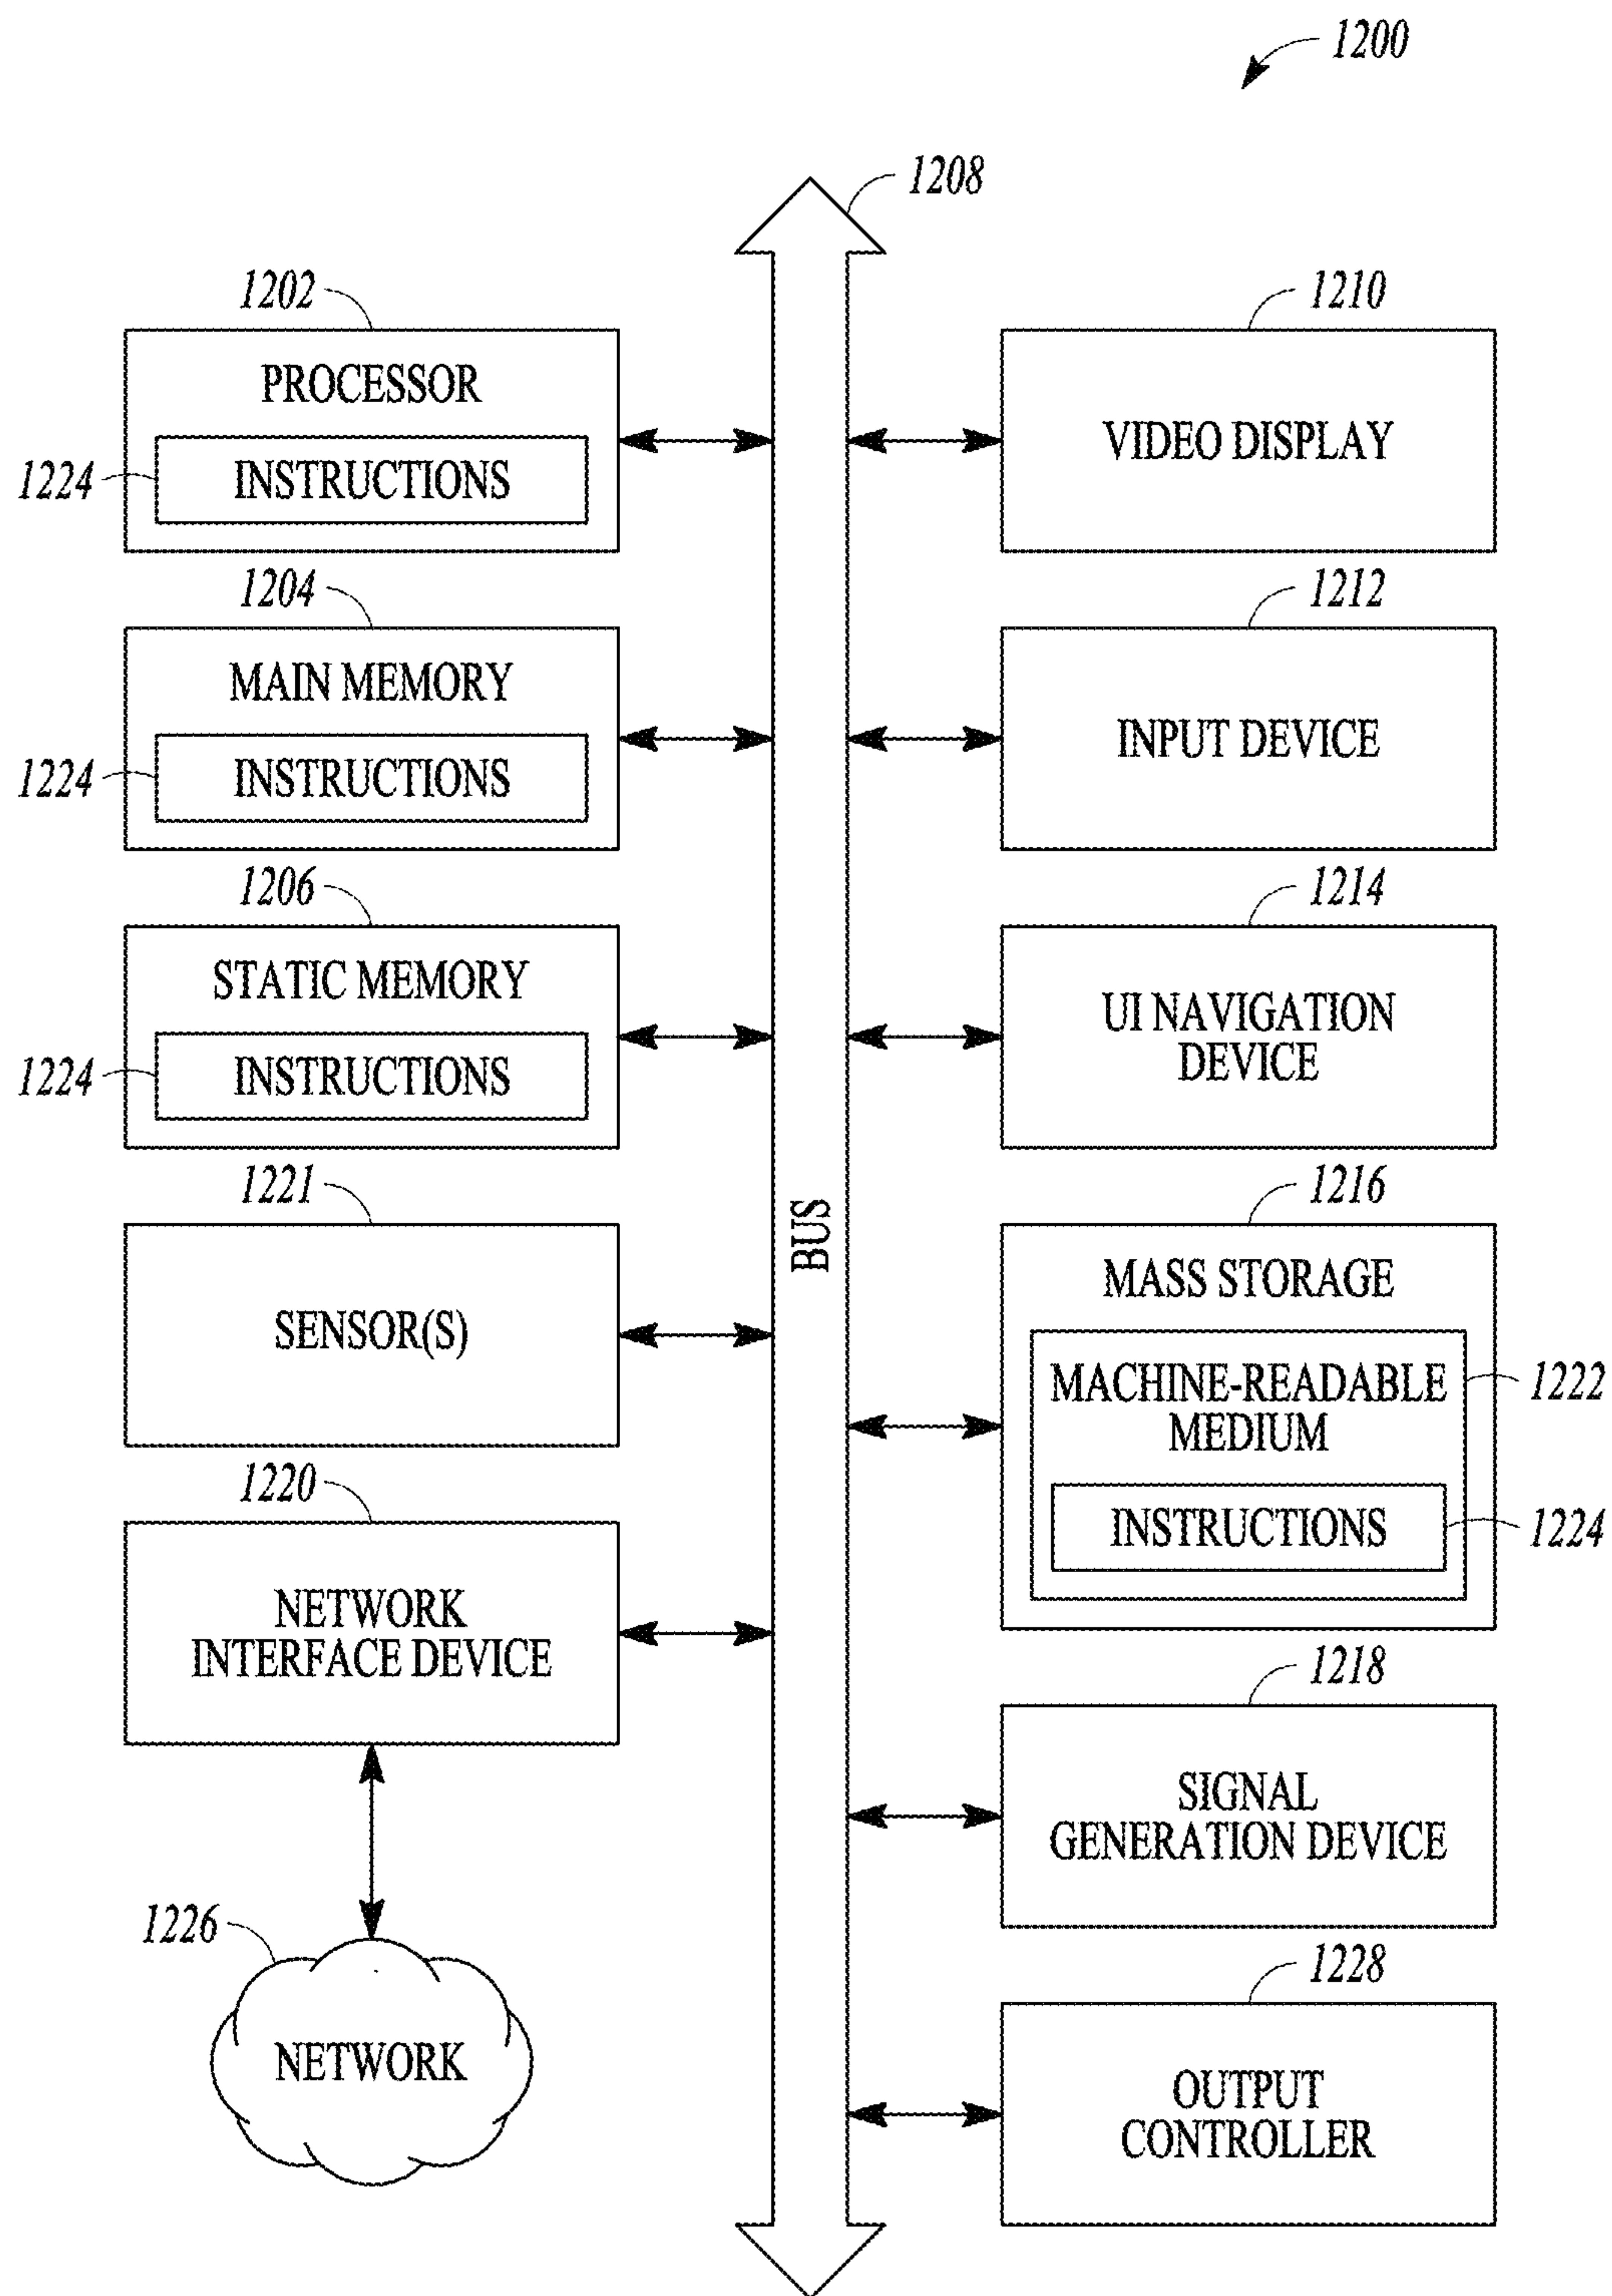 1200
1208
1202
PROCESSOR
1224
INSTRUCTIONS
1204
MAIN MEMORY
1224
INSTRUCTIONS
1206
STATIC MEMORY
1224
INSTRUCTIONS
1221
SENSOR(S)
1220
NETWORK
INTERFACE DEVICE
1226
NETWORK
BUS
1210
VIDEO DISPLAY
1212
INPUT DEVICE
1214
UI NAVIGATION
DEVICE
1216
MASS STORAGE
MACHINE-READABLE
MEDIUM
1222
INSTRUCTIONS
1224
1218
SIGNAL
GENERATION DEVICE
1228
OUTPUT
CONTROLLER